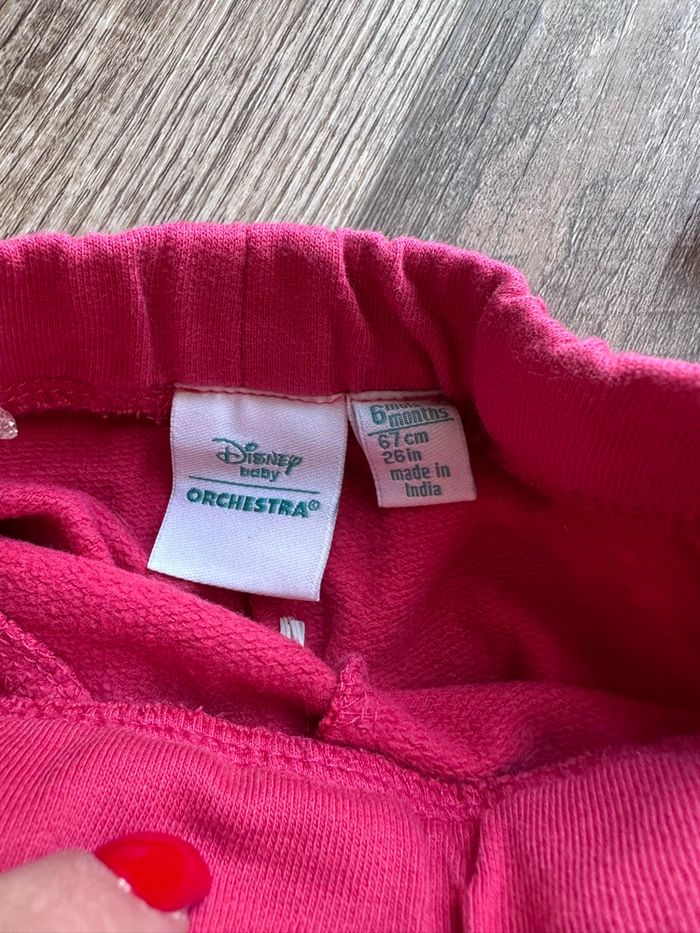 Disney
baby
ORCHESTRA®
6 months
67 cm
26 in
made in
India